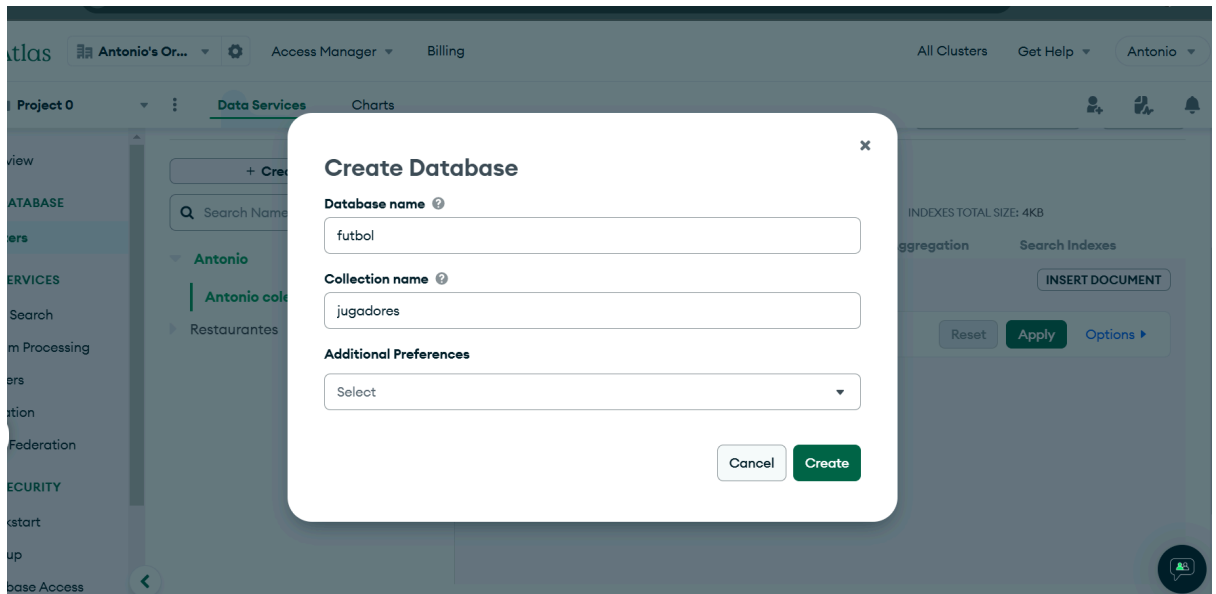 Atlas Antonio's Or... Access Manager Billing All Clusters Get Help Antonio
Project 0 Data Services Charts
view
ATABASE
ers
ERVICES
Search
m Processing
ers
ation
Federation
ECURITY
kstart
up
base Access
+ Crea
Search Name
Antonio
Antonio cole
Restaurantes
INDEXES TOTAL SIZE: 4KB
ggregation Search Indexes
INSERT DOCUMENT
Reset Apply Options
Create Database
Database name
futbol
Collection name
jugadores
Additional Preferences
Select
Cancel Create